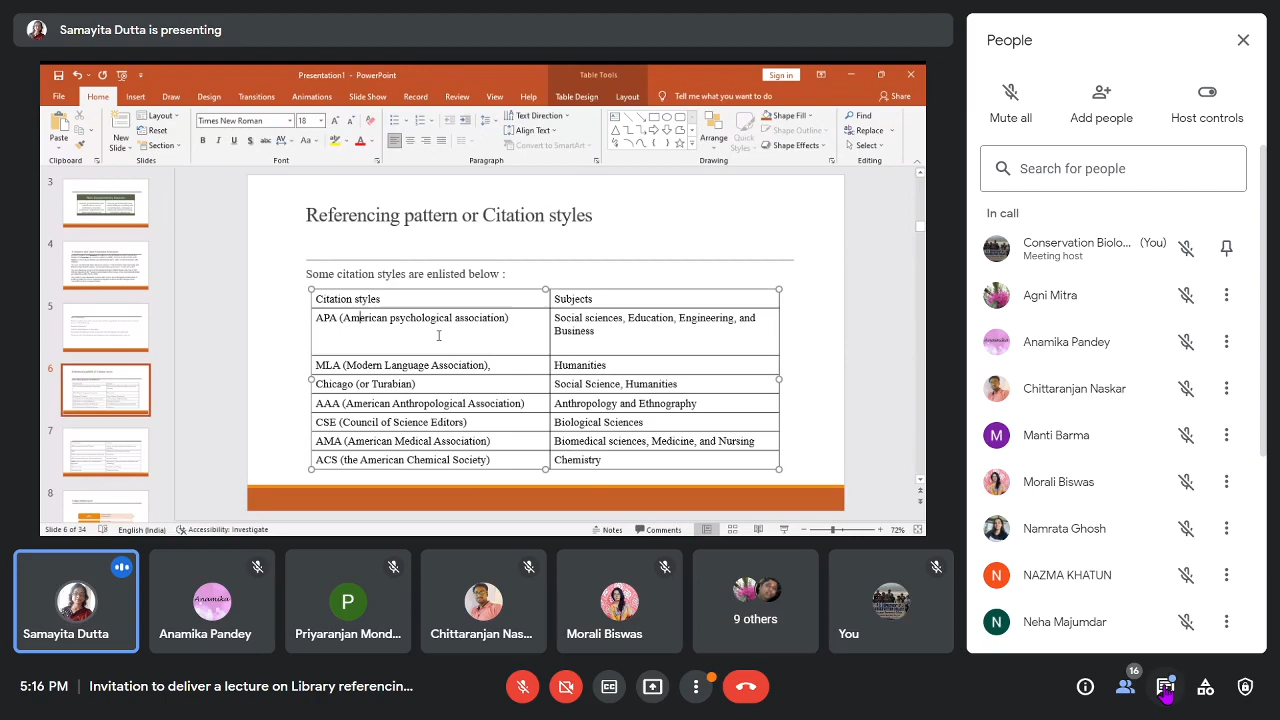 Samayita Dutta is presenting
Presentation1 - PowerPoint
Table Tools
Sign in
File
Home
Insert
Draw
Design
Transitions
Animations
Slide Show
Record
Review
View
Help
Table Design
Layout
Tell me what you want to do
Share
Paste
Clipboard
New
Slide
Layout
Reset
Section
Slides
Times New Roman
18
Font
Text Direction
Align Text
Convert to SmartArt
Paragraph
Arrange
Quick
Styles
Shape Fill
Shape Outline
Shape Effects
Drawing
Find
Replace
Select
Editing
3
4
5
6
7
8
Referencing pattern or Citation styles
Some citation styles are enlisted below :
Citation styles
Subjects
APA (American psychological association)
Social sciences, Education, Engineering, and
Business
MLA (Modern Language Association),
Humanities
Chicago (or Turabian)
Social Science, Humanities
AAA (American Anthropological Association)
Anthropology and Ethnography
CSE (Council of Science Editors)
Biological Sciences
AMA (American Medical Association)
Biomedical sciences, Medicine, and Nursing
ACS (the American Chemical Society)
Chemistry
Slide 6 of 34
English (India)
Accessibility: Investigate
Notes
Comments
72%
Samayita Dutta
Anamika
Anamika Pandey
P
Priyaranjan Mond...
Chittaranjan Nas...
Morali Biswas
9 others
You
People
Mute all
Add people
Host controls
Search for people
In call
Conservation Biolo... (You)
Meeting host
Agni Mitra
Anamika Pandey
Chittaranjan Naskar
M
Manti Barma
Morali Biswas
Namrata Ghosh
N
NAZMA KHATUN
N
Neha Majumdar
5:16 PM | Invitation to deliver a lecture on Library referencin...
16